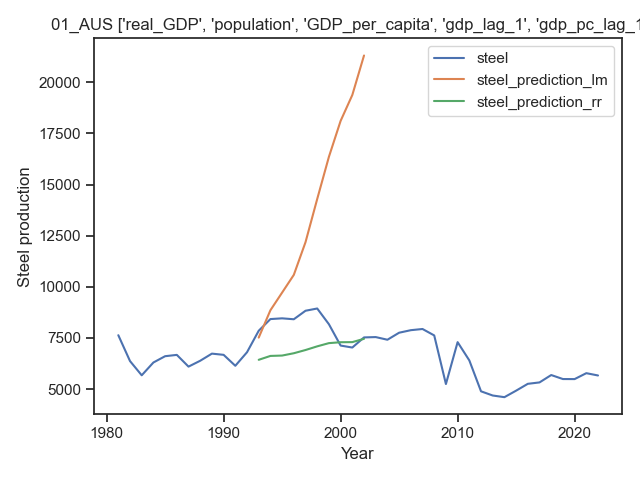 01_AUS ['real_GDP', 'population', 'GDP_per_capita', 'gdp_lag_1', 'gdp_pc_lag_1
steel
steel_prediction_lm
steel_prediction_rr
Steel production
20000
17500
15000
12500
10000
7500
5000
1980
1990
2000
2010
2020
Year